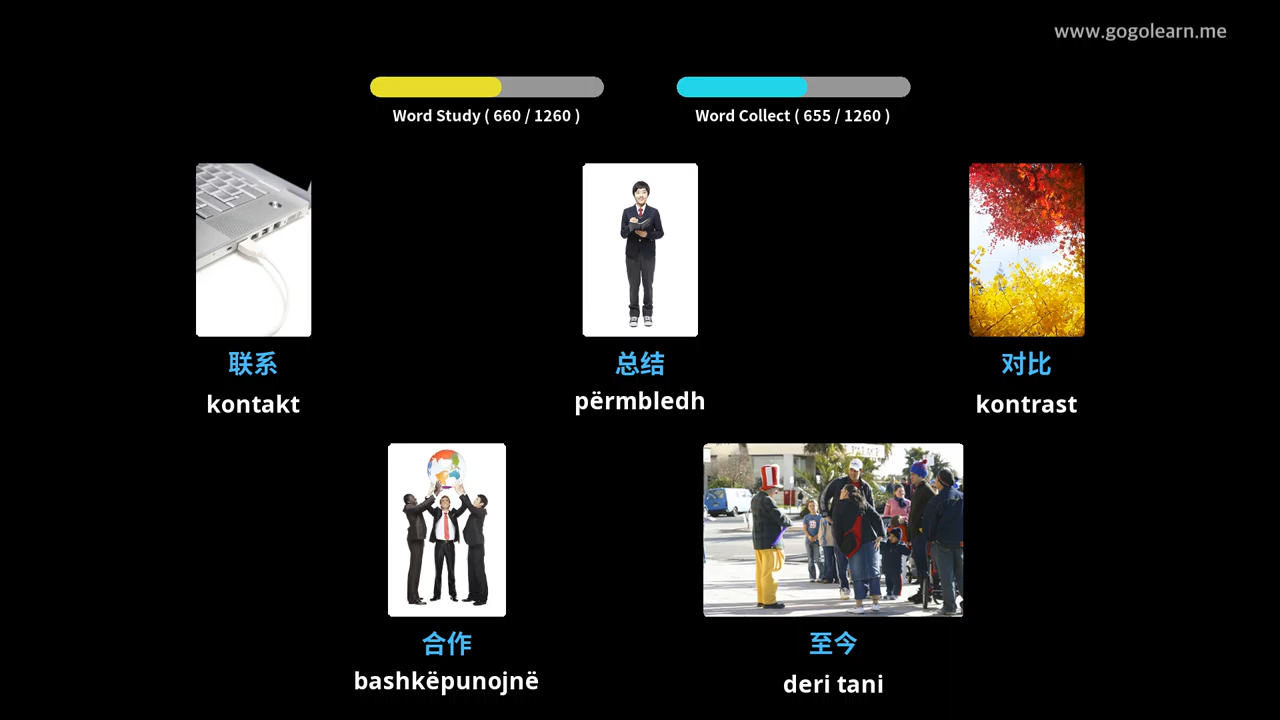 www.gogolearn.me
Word Study ( 660 / 1260 )
Word Collect ( 655 / 1260 )
联系
总结
对比
kontakt
përmbledh
kontrast
合作
至今
bashkëpunojnë
deri tani